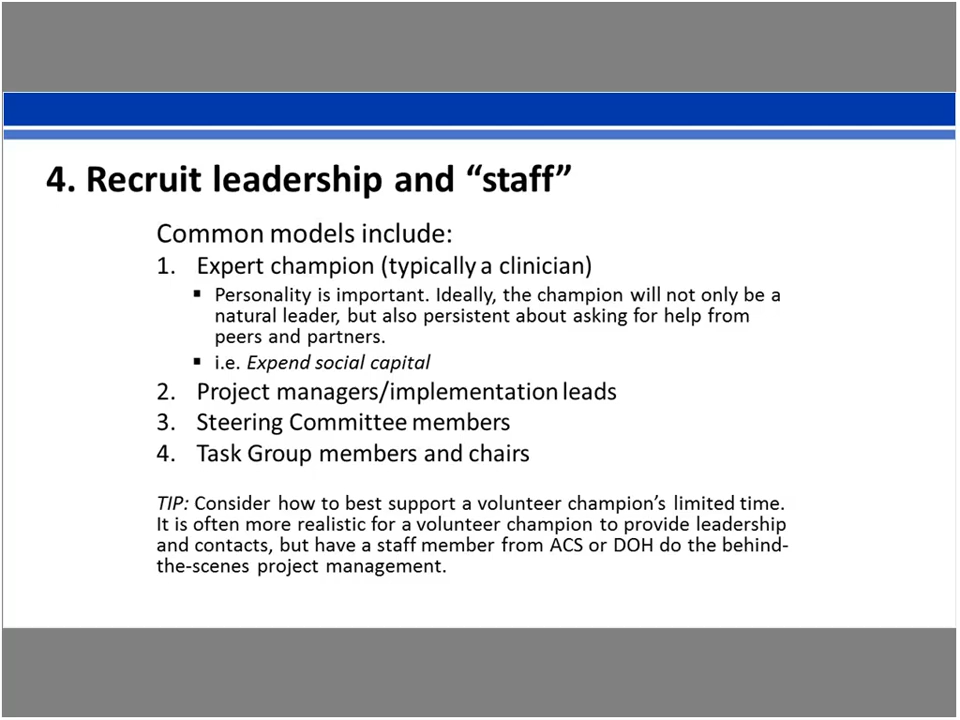 4. Recruit leadership and “staff”
Common models include:
1. Expert champion (typically a clinician)
▪ Personality is important. Ideally, the champion will not only be a
natural leader, but also persistent about asking for help from
peers and partners.
▪ i.e. Expend social capital
2. Project managers/implementation leads
3. Steering Committee members
4. Task Group members and chairs
TIP: Consider how to best support a volunteer champion’s limited time.
It is often more realistic for a volunteer champion to provide leadership
and contacts, but have a staff member from ACS or DOH do the behind-
the-scenes project management.